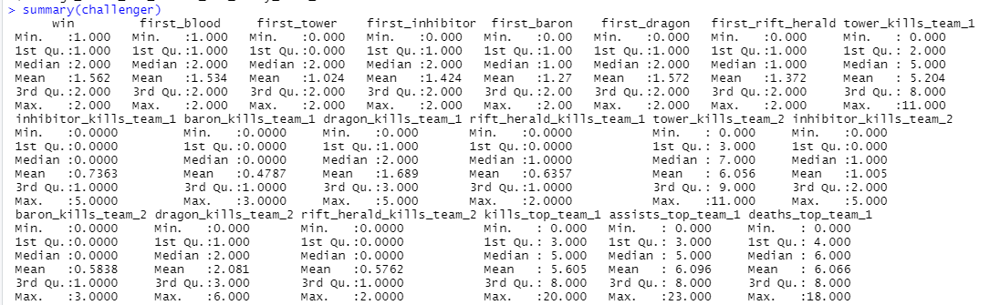 > summary(challenger)
win first_blood first_tower first_inhibitor first_baron first_dragon first_rift_herald tower_kills_team_1
Min. :1.000 Min. :1.000 Min. :0.000 Min. :0.000 Min. :0.00 Min. :0.000 Min. :0.000 Min. : 0.000
1st Qu.:1.000 1st Qu.:1.000 1st Qu.:0.000 1st Qu.:1.000 1st Qu.:1.00 1st Qu.:1.000 1st Qu.:1.000 1st Qu.: 2.000
Median :2.000 Median :2.000 Median :2.000 Median :2.000 Median :1.00 Median :2.000 Median :2.000 Median : 5.000
Mean :1.562 Mean :1.534 Mean :1.024 Mean :1.424 Mean :1.27 Mean :1.572 Mean :1.372 Mean : 5.204
3rd Qu.:2.000 3rd Qu.:2.000 3rd Qu.:2.000 3rd Qu.:2.000 3rd Qu.:2.00 3rd Qu.:2.000 3rd Qu.:2.000 3rd Qu.: 8.000
Max. :2.000 Max. :2.000 Max. :2.000 Max. :2.000 Max. :2.00 Max. :2.000 Max. :2.000 Max. :11.000
inhibitor_kills_team_1 baron_kills_team_1 dragon_kills_team_1 rift_herald_kills_team_1 tower_kills_team_2 inhibitor_kills_team_2
Min. :0.0000 Min. :0.0000 Min. :0.000 Min. :0.0000 Min. : 0.000 Min. :0.000
1st Qu.:0.0000 1st Qu.:0.0000 1st Qu.:1.000 1st Qu.:0.0000 1st Qu.: 3.000 1st Qu.:0.000
Median :0.0000 Median :0.0000 Median :2.000 Median :1.0000 Median : 7.000 Median :1.000
Mean :0.7363 Mean :0.4787 Mean :1.689 Mean :0.6357 Mean : 6.056 Mean :1.005
3rd Qu.:1.0000 3rd Qu.:1.0000 3rd Qu.:3.000 3rd Qu.:1.0000 3rd Qu.: 9.000 3rd Qu.:2.000
Max. :5.0000 Max. :3.0000 Max. :5.000 Max. :2.0000 Max. :11.000 Max. :5.000
baron_kills_team_2 dragon_kills_team_2 rift_herald_kills_team_2 kills_top_team_1 assists_top_team_1 deaths_top_team_1
Min. :0.0000 Min. :0.000 Min. :0.0000 Min. : 0.000 Min. : 0.000 Min. : 0.000
1st Qu.:0.0000 1st Qu.:1.000 1st Qu.:0.0000 1st Qu.: 3.000 1st Qu.: 3.000 1st Qu.: 4.000
Median :0.0000 Median :2.000 Median :0.0000 Median : 5.000 Median : 5.000 Median : 6.000
Mean :0.5838 Mean :2.081 Mean :0.5762 Mean : 5.605 Mean : 6.096 Mean : 6.066
3rd Qu.:1.0000 3rd Qu.:3.000 3rd Qu.:1.0000 3rd Qu.: 8.000 3rd Qu.: 8.000 3rd Qu.: 8.000
Max. :3.0000 Max. :6.000 Max. :2.0000 Max. :20.000 Max. :23.000 Max. :18.000